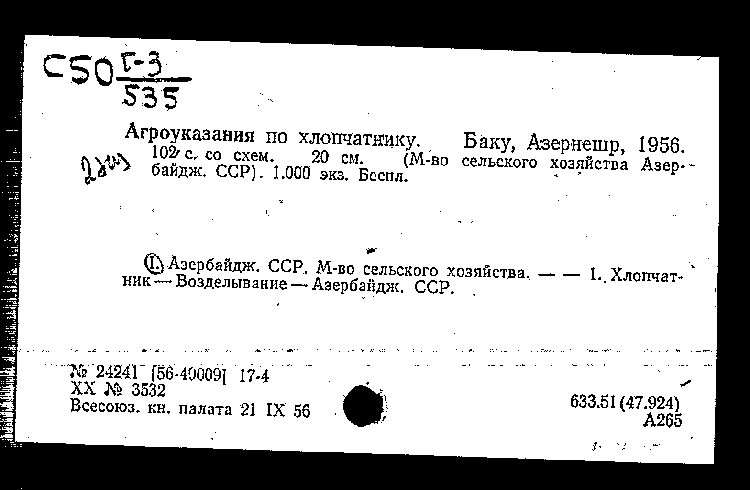 С50 Г-3
535
Агроуказания по хлопчатнику. Баку, Азернешр, 1956.
102 с. со схем. 20 см. (М-во сельского хозяйства Азер-
байдж. ССР). 1.000 экз. Беспл.
2 экз
I. Азербайдж. ССР. М-во сельского хозяйства. — — 1. Хлопчат-
ник — Возделывание — Азербайдж. ССР.
№ 24241 [56-40009[ 17-4
XX № 3532
Всесоюз. кн. палата 21 IX 56
633.51(47.924)
А265